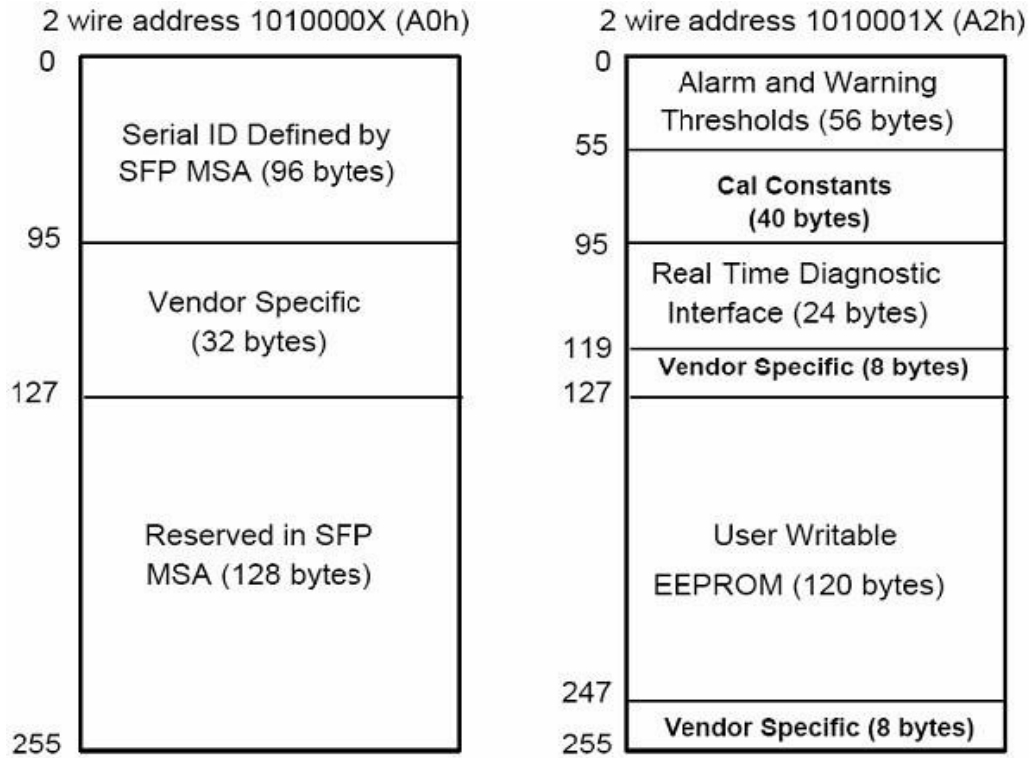 2 wire address 1010000X (A0h)
0
Serial ID Defined by
SFP MSA (96 bytes)
95
Vendor Specific
(32 bytes)
127
Reserved in SFP
MSA (128 bytes)
255
2 wire address 1010001X (A2h)
0
Alarm and Warning
Thresholds (56 bytes)
55
Cal Constants
(40 bytes)
95
Real Time Diagnostic
Interface (24 bytes)
119
Vendor Specific (8 bytes)
127
User Writable
EEPROM (120 bytes)
247
Vendor Specific (8 bytes)
255